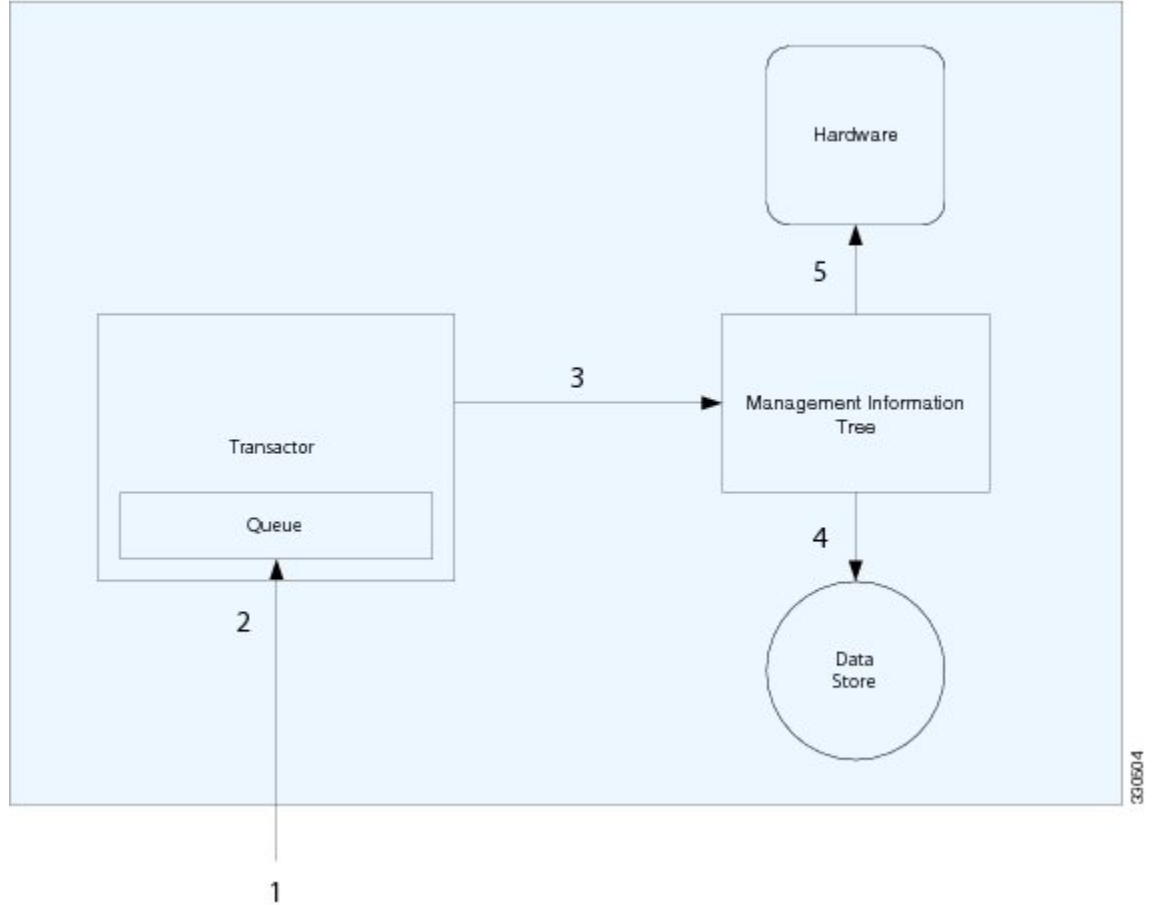 Hardware
5
3
Management Information
Tree
Transactor
Queue
4
2
Data
Store
330504
1